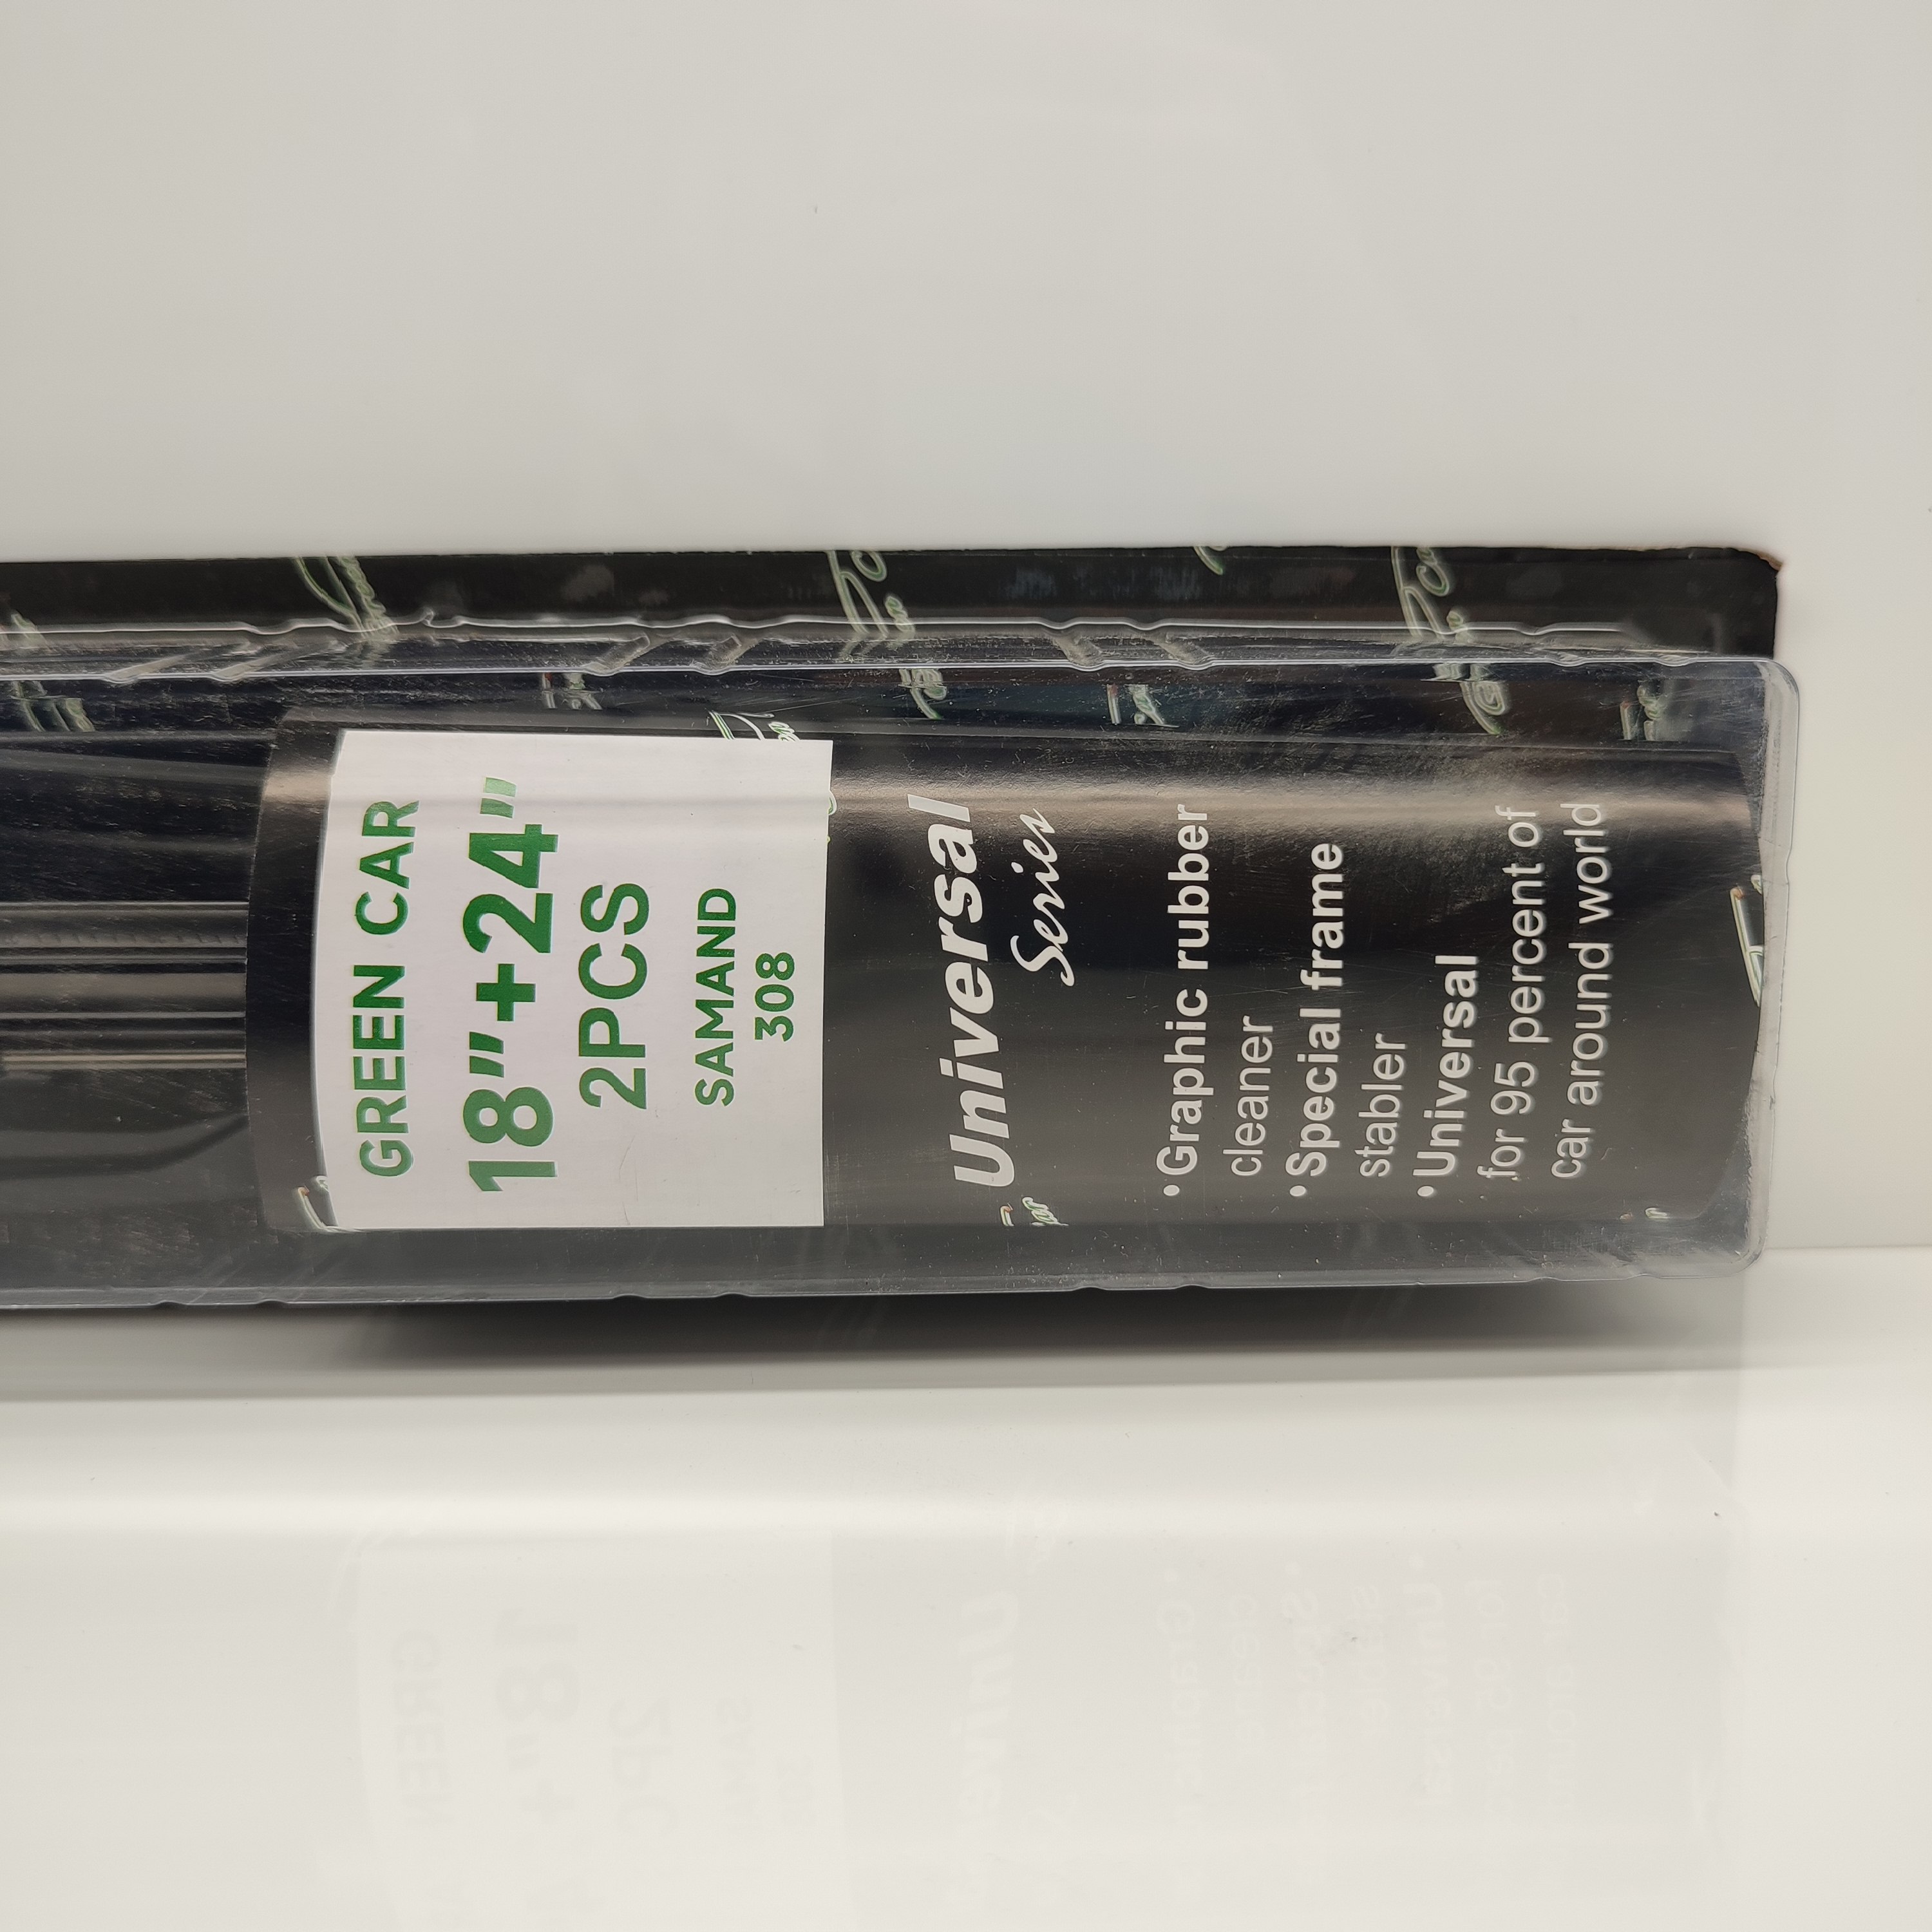 GREEN CAR
18"+24"
2PCS
SAMAND
308
Universal
Series
•Graphic rubber
cleaner
•Special frame
stabler
•Universal
for 95 percent of
car around world